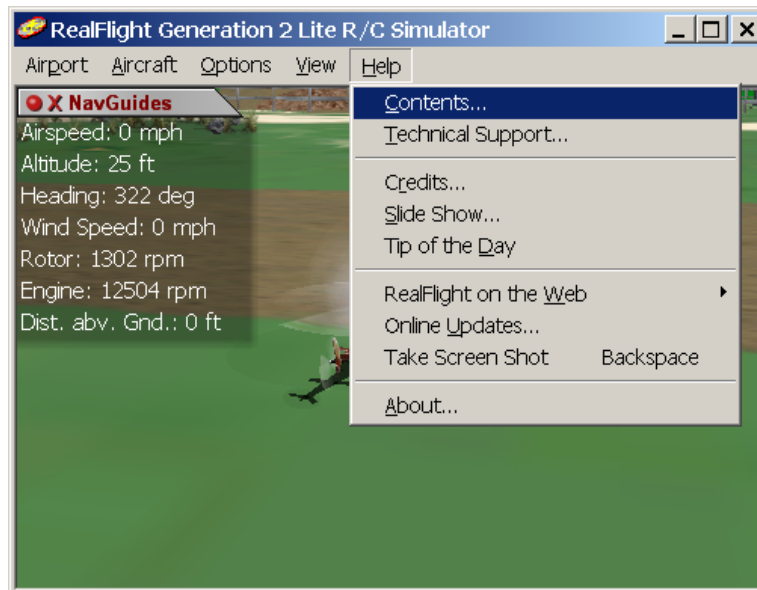 RealFlight Generation 2 Lite R/C Simulator
Airport Aircraft Options View Help
X NavGuides
Airspeed: 0 mph
Altitude: 25 ft
Heading: 322 deg
Wind Speed: 0 mph
Rotor: 1302 rpm
Engine: 12504 rpm
Dist. abv. Gnd.: 0 ft
Contents...
Technical Support...
Credits...
Slide Show...
Tip of the Day
RealFlight on the Web
Online Updates...
Take Screen Shot Backspace
About...